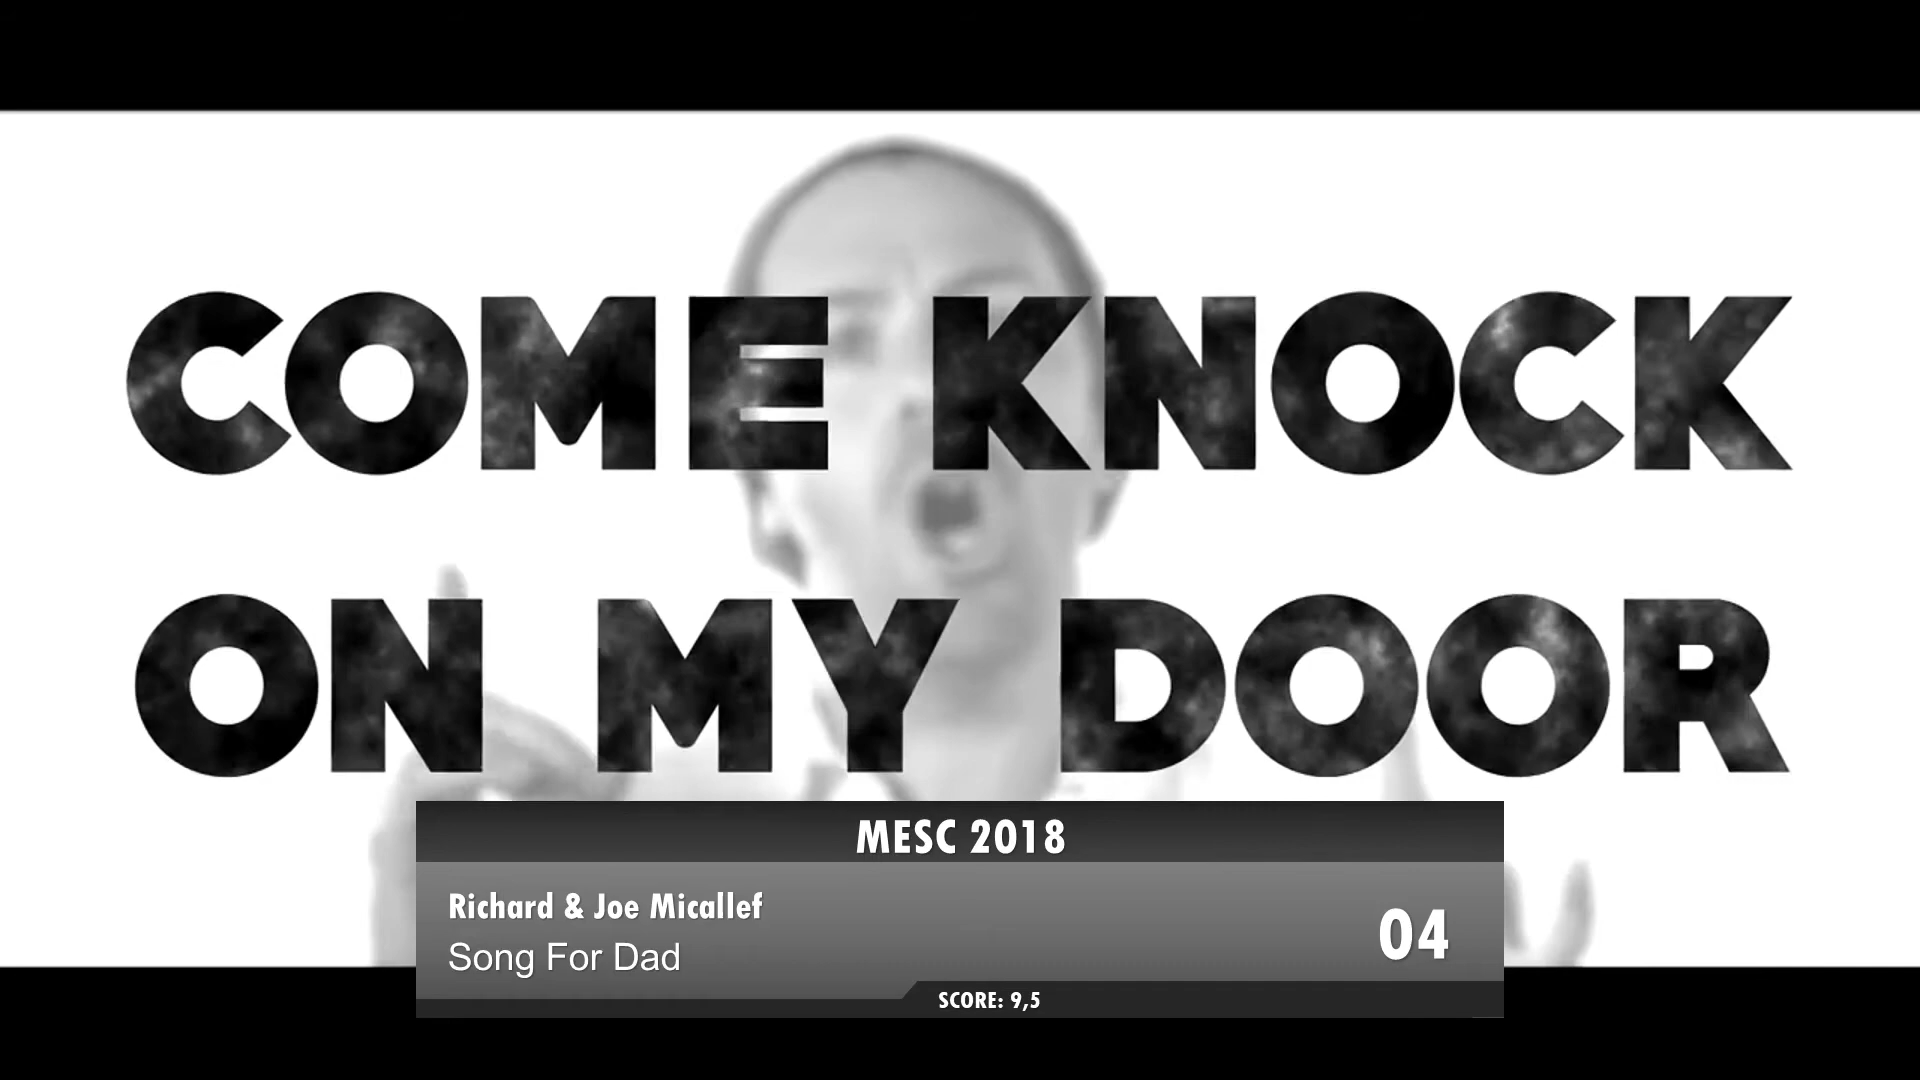 COME KNOCK
ON MY DOOR
MESC 2018
Richard & Joe Micallef
Song For Dad
04
SCORE: 9,5